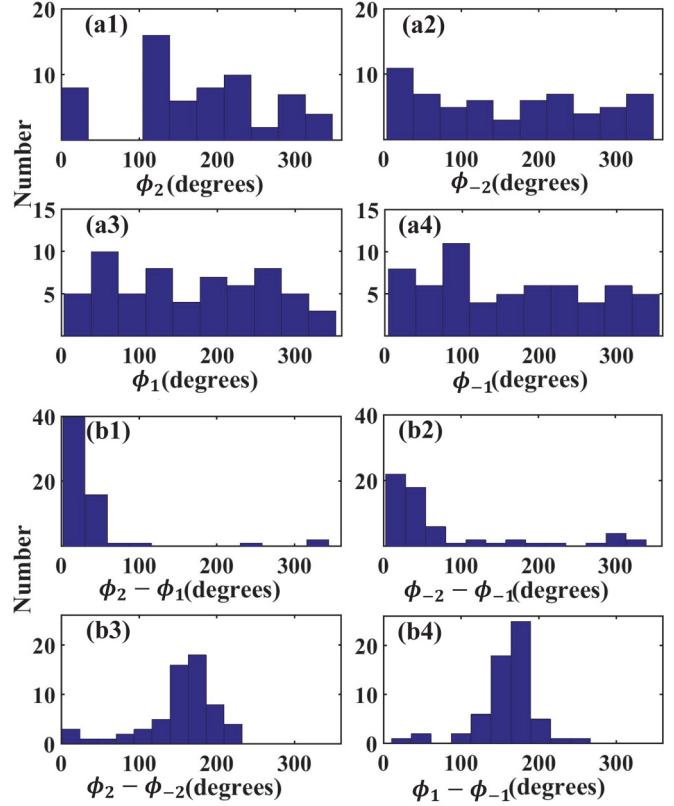 20 (a1) 20 (a2)
10 10
Number
0 0
0 100 200 300 0 100 200 300
ϕ₂(degrees) ϕ₋₂(degrees)
15 (a3) 15 (a4)
10 10
5 5
0 100 200 300 0 100 200 300
ϕ₁(degrees) ϕ₋₁(degrees)
40 (b1) 40 (b2)
20 20
Number
0 100 200 300 0 100 200 300
ϕ₂ − ϕ₁(degrees) ϕ₋₂ − ϕ₋₁(degrees)
20 (b3) 20 (b4)
10 10
0 0
0 100 200 300 0 100 200 300
ϕ₂ − ϕ₋₂(degrees) ϕ₁ − ϕ₋₁(degrees)